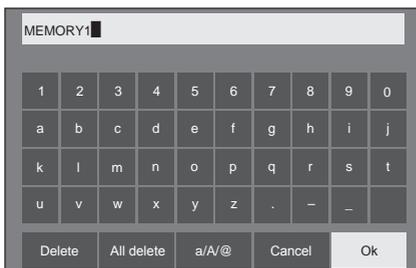 MEMORY1
1 2 3 4 5 6 7 8 9 0
a b c d e f g h i j
k l m n o p q r s t
u v w x y z . – _
Delete All delete a/A/@ Cancel Ok